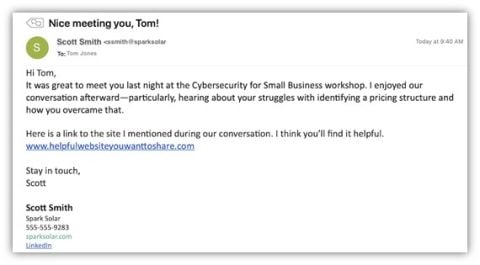 Nice meeting you, Tom!
Scott Smith <ssmith@sparksolar>
Today at 9:40 AM
S
To: Tom Jones
Hi Tom,
It was great to meet you last night at the Cybersecurity for Small Business workshop. I enjoyed our
conversation afterward—particularly, hearing about your struggles with identifying a pricing structure and
how you overcame that.
Here is a link to the site I mentioned during our conversation. I think you'll find it helpful.
www.helpfulwebsiteyouwanttoshare.com
Stay in touch,
Scott
Scott Smith
Spark Solar
555-555-9283
sparksolar.com
LinkedIn